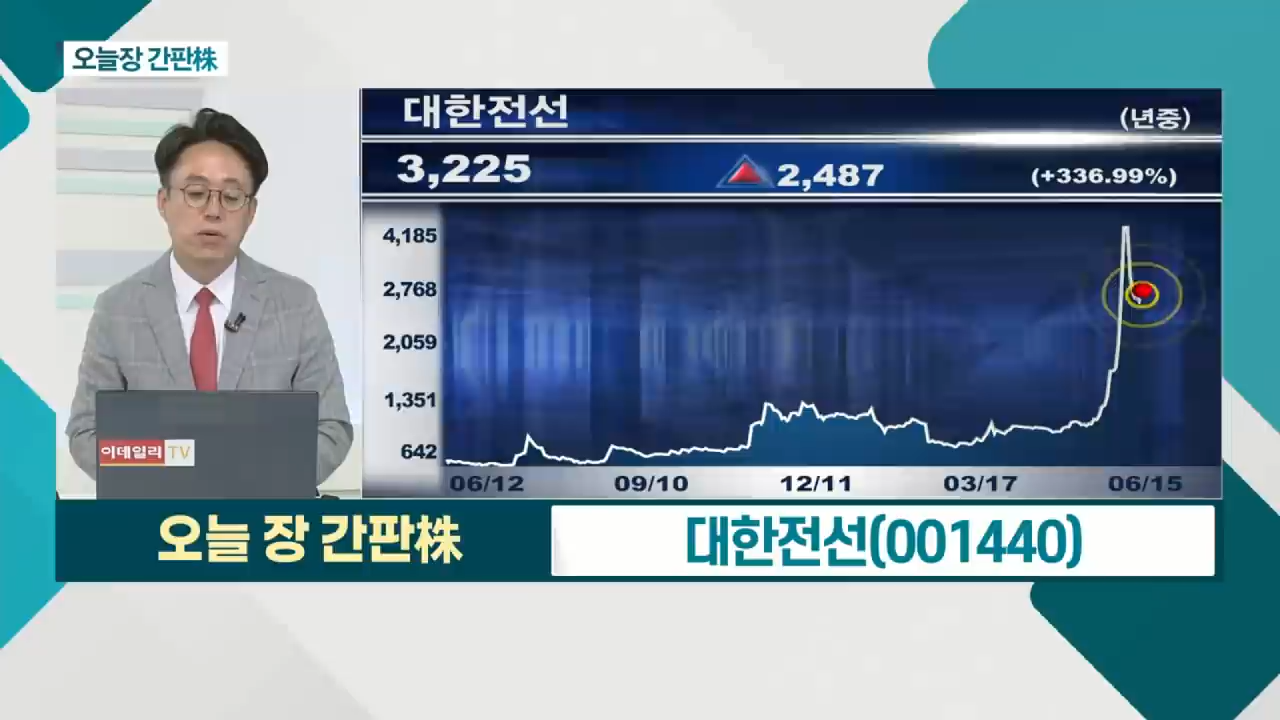 오늘장 간판株
대한전선
(년중)
3,225
2,487
(+336.99%)
4,185
2,768
2,059
1,351
642
06/12 09/10 12/11 03/17 06/15
이데일리 TV
오늘 장 간판株
대한전선(001440)